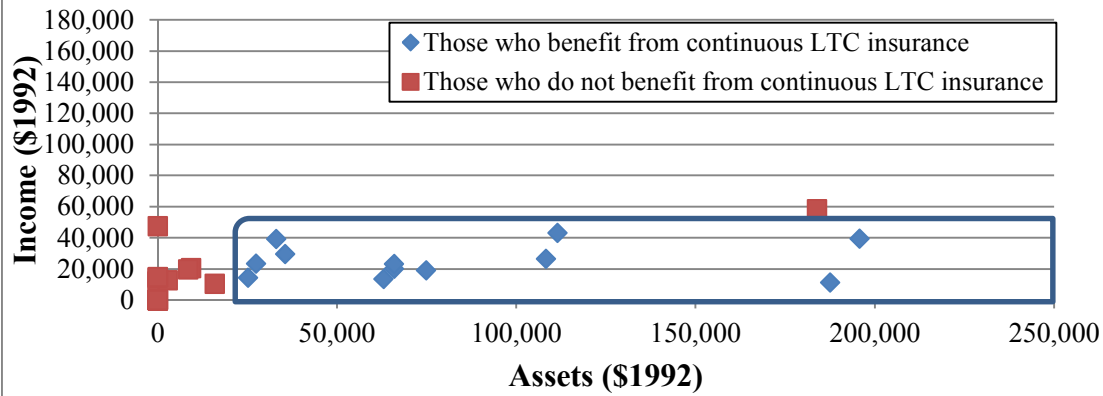 180,000
160,000
140,000
120,000
100,000
80,000
60,000
40,000
20,000
0
Income ($1992)
Those who benefit from continuous LTC insurance
Those who do not benefit from continuous LTC insurance
0 50,000 100,000 150,000 200,000 250,000
Assets ($1992)